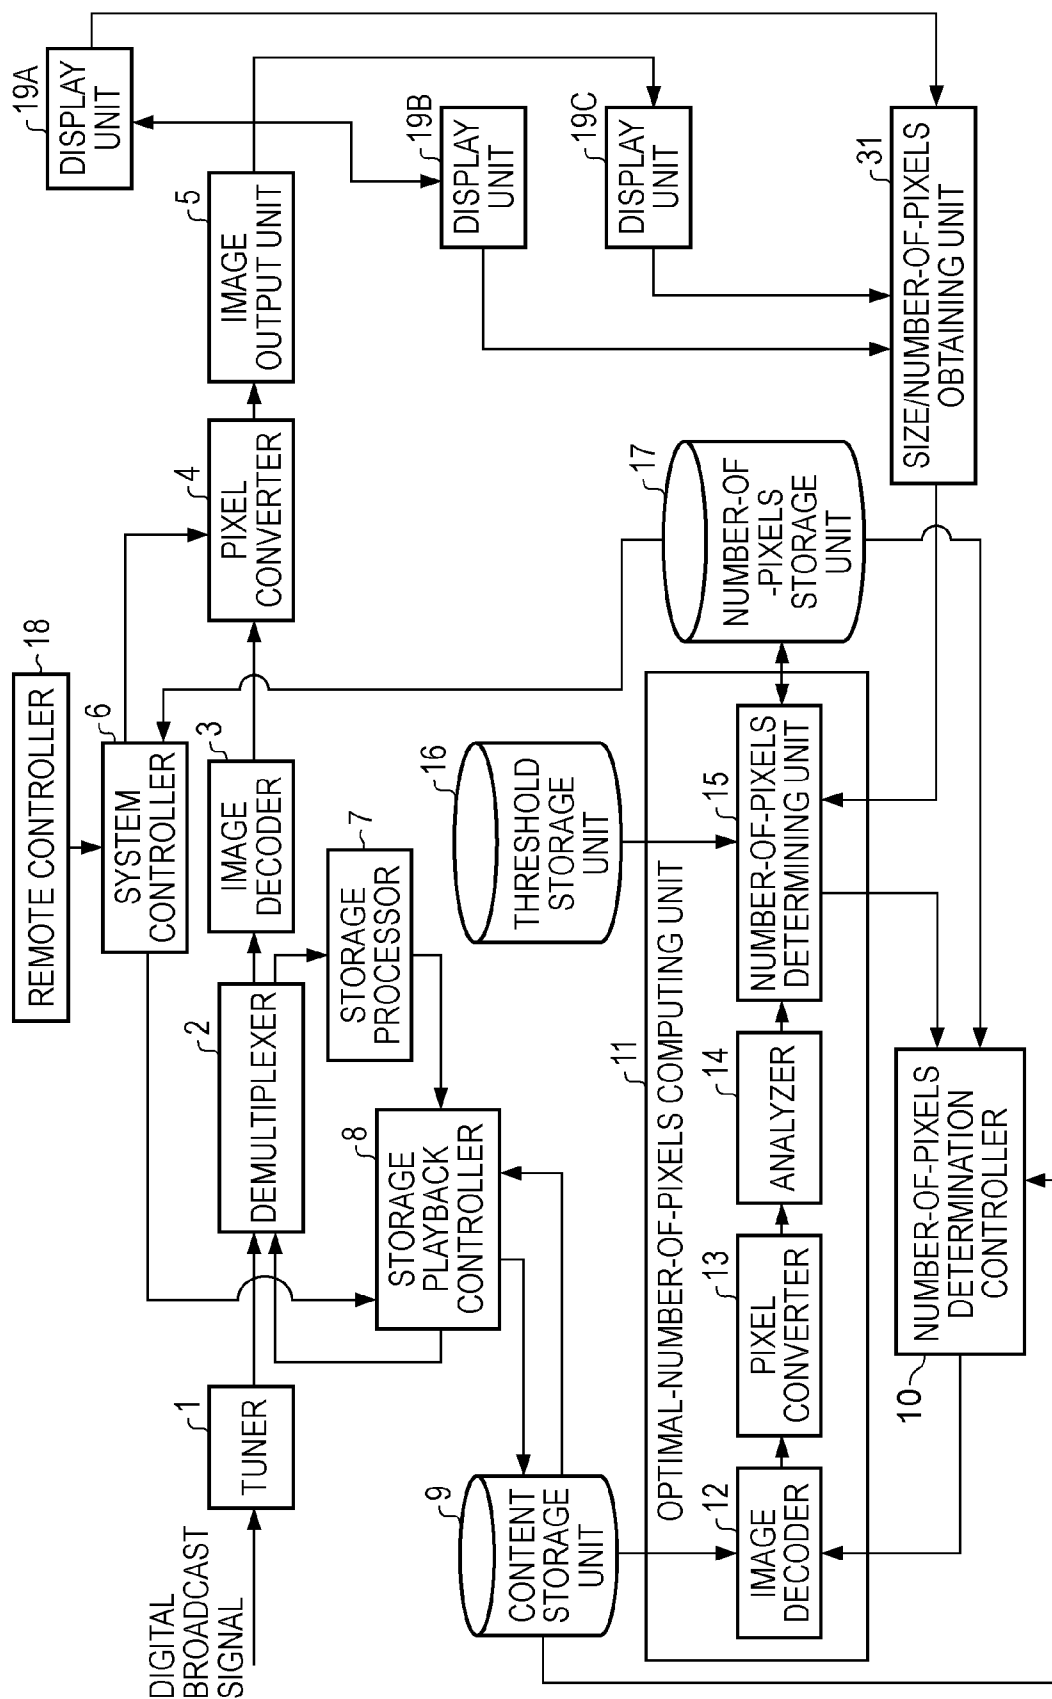 DIGITAL
BROADCAST
SIGNAL
1
TUNER
2
DEMULTIPLEXER
3
IMAGE
DECODER
4
PIXEL
CONVERTER
5
IMAGE
OUTPUT UNIT
REMOTE CONTROLLER
18
6
SYSTEM
CONTROLLER
7
STORAGE
PROCESSOR
8
STORAGE
PLAYBACK
CONTROLLER
9
CONTENT
STORAGE
UNIT
16
THRESHOLD
STORAGE
UNIT
17
NUMBER-OF
-PIXELS
STORAGE
UNIT
19A
DISPLAY
UNIT
19B
DISPLAY
UNIT
19C
DISPLAY
UNIT
11
OPTIMAL-NUMBER-OF-PIXELS COMPUTING UNIT
12
IMAGE
DECODER
13
PIXEL
CONVERTER
14
ANALYZER
15
NUMBER-OF-PIXELS
DETERMINING UNIT
10
NUMBER-OF-PIXELS
DETERMINATION
CONTROLLER
31
SIZE/NUMBER-OF-PIXELS
OBTAINING UNIT